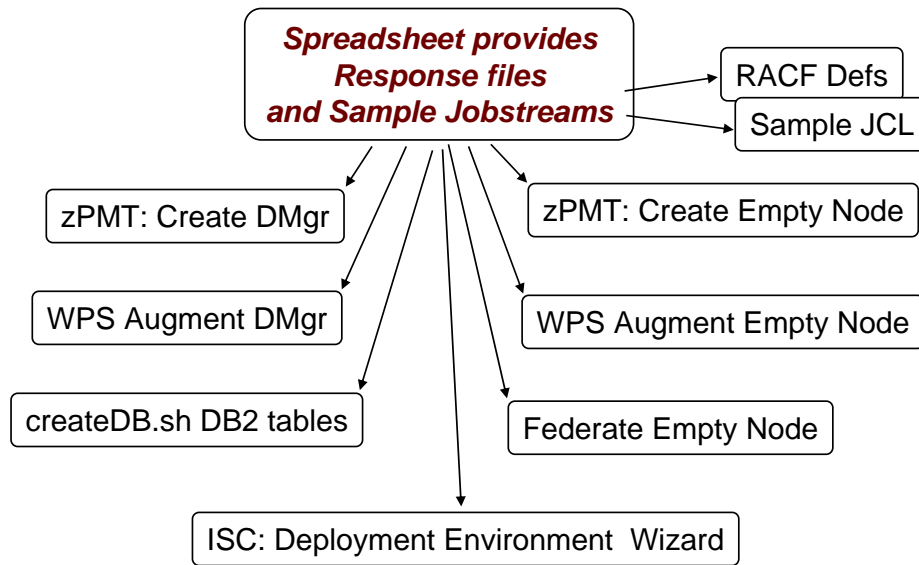 Spreadsheet provides
Response files
and Sample Jobstreams
RACF Defs
Sample JCL
zPMT: Create DMgr
zPMT: Create Empty Node
WPS Augment DMgr
WPS Augment Empty Node
createDB.sh DB2 tables
Federate Empty Node
ISC: Deployment Environment  Wizard